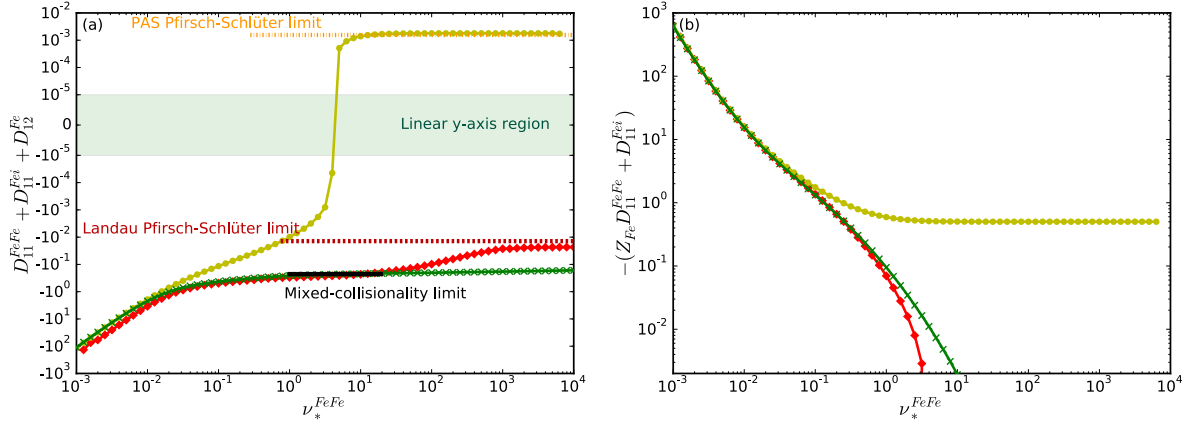 (a)
PAS Pfirsch-Schlüter limit
Linear y-axis region
Landau Pfirsch-Schlüter limit
Mixed-collisionality limit
10^{-2}
10^{-3}
10^{-5}
0
-10^{-5}
-10^{-4}
-10^{-3}
-10^{-2}
-10^{-1}
-10^{0}
-10^{1}
-10^{2}
-10^{3}
D_{11}^{FeFe} + D_{11}^{Fei} + D_{12}^{Fe}
10^{-3} 10^{-2} 10^{-1} 10^{0} 10^{1} 10^{2} 10^{3} 10^{4}
ν_{*}^{FeFe}
(b)
10^{3}
10^{2}
10^{1}
10^{0}
10^{-1}
10^{-2}
-(Z_{Fe}D_{11}^{FeFe} + D_{11}^{Fei})
10^{-3} 10^{-2} 10^{-1} 10^{0} 10^{1} 10^{2} 10^{3} 10^{4}
ν_{*}^{FeFe}